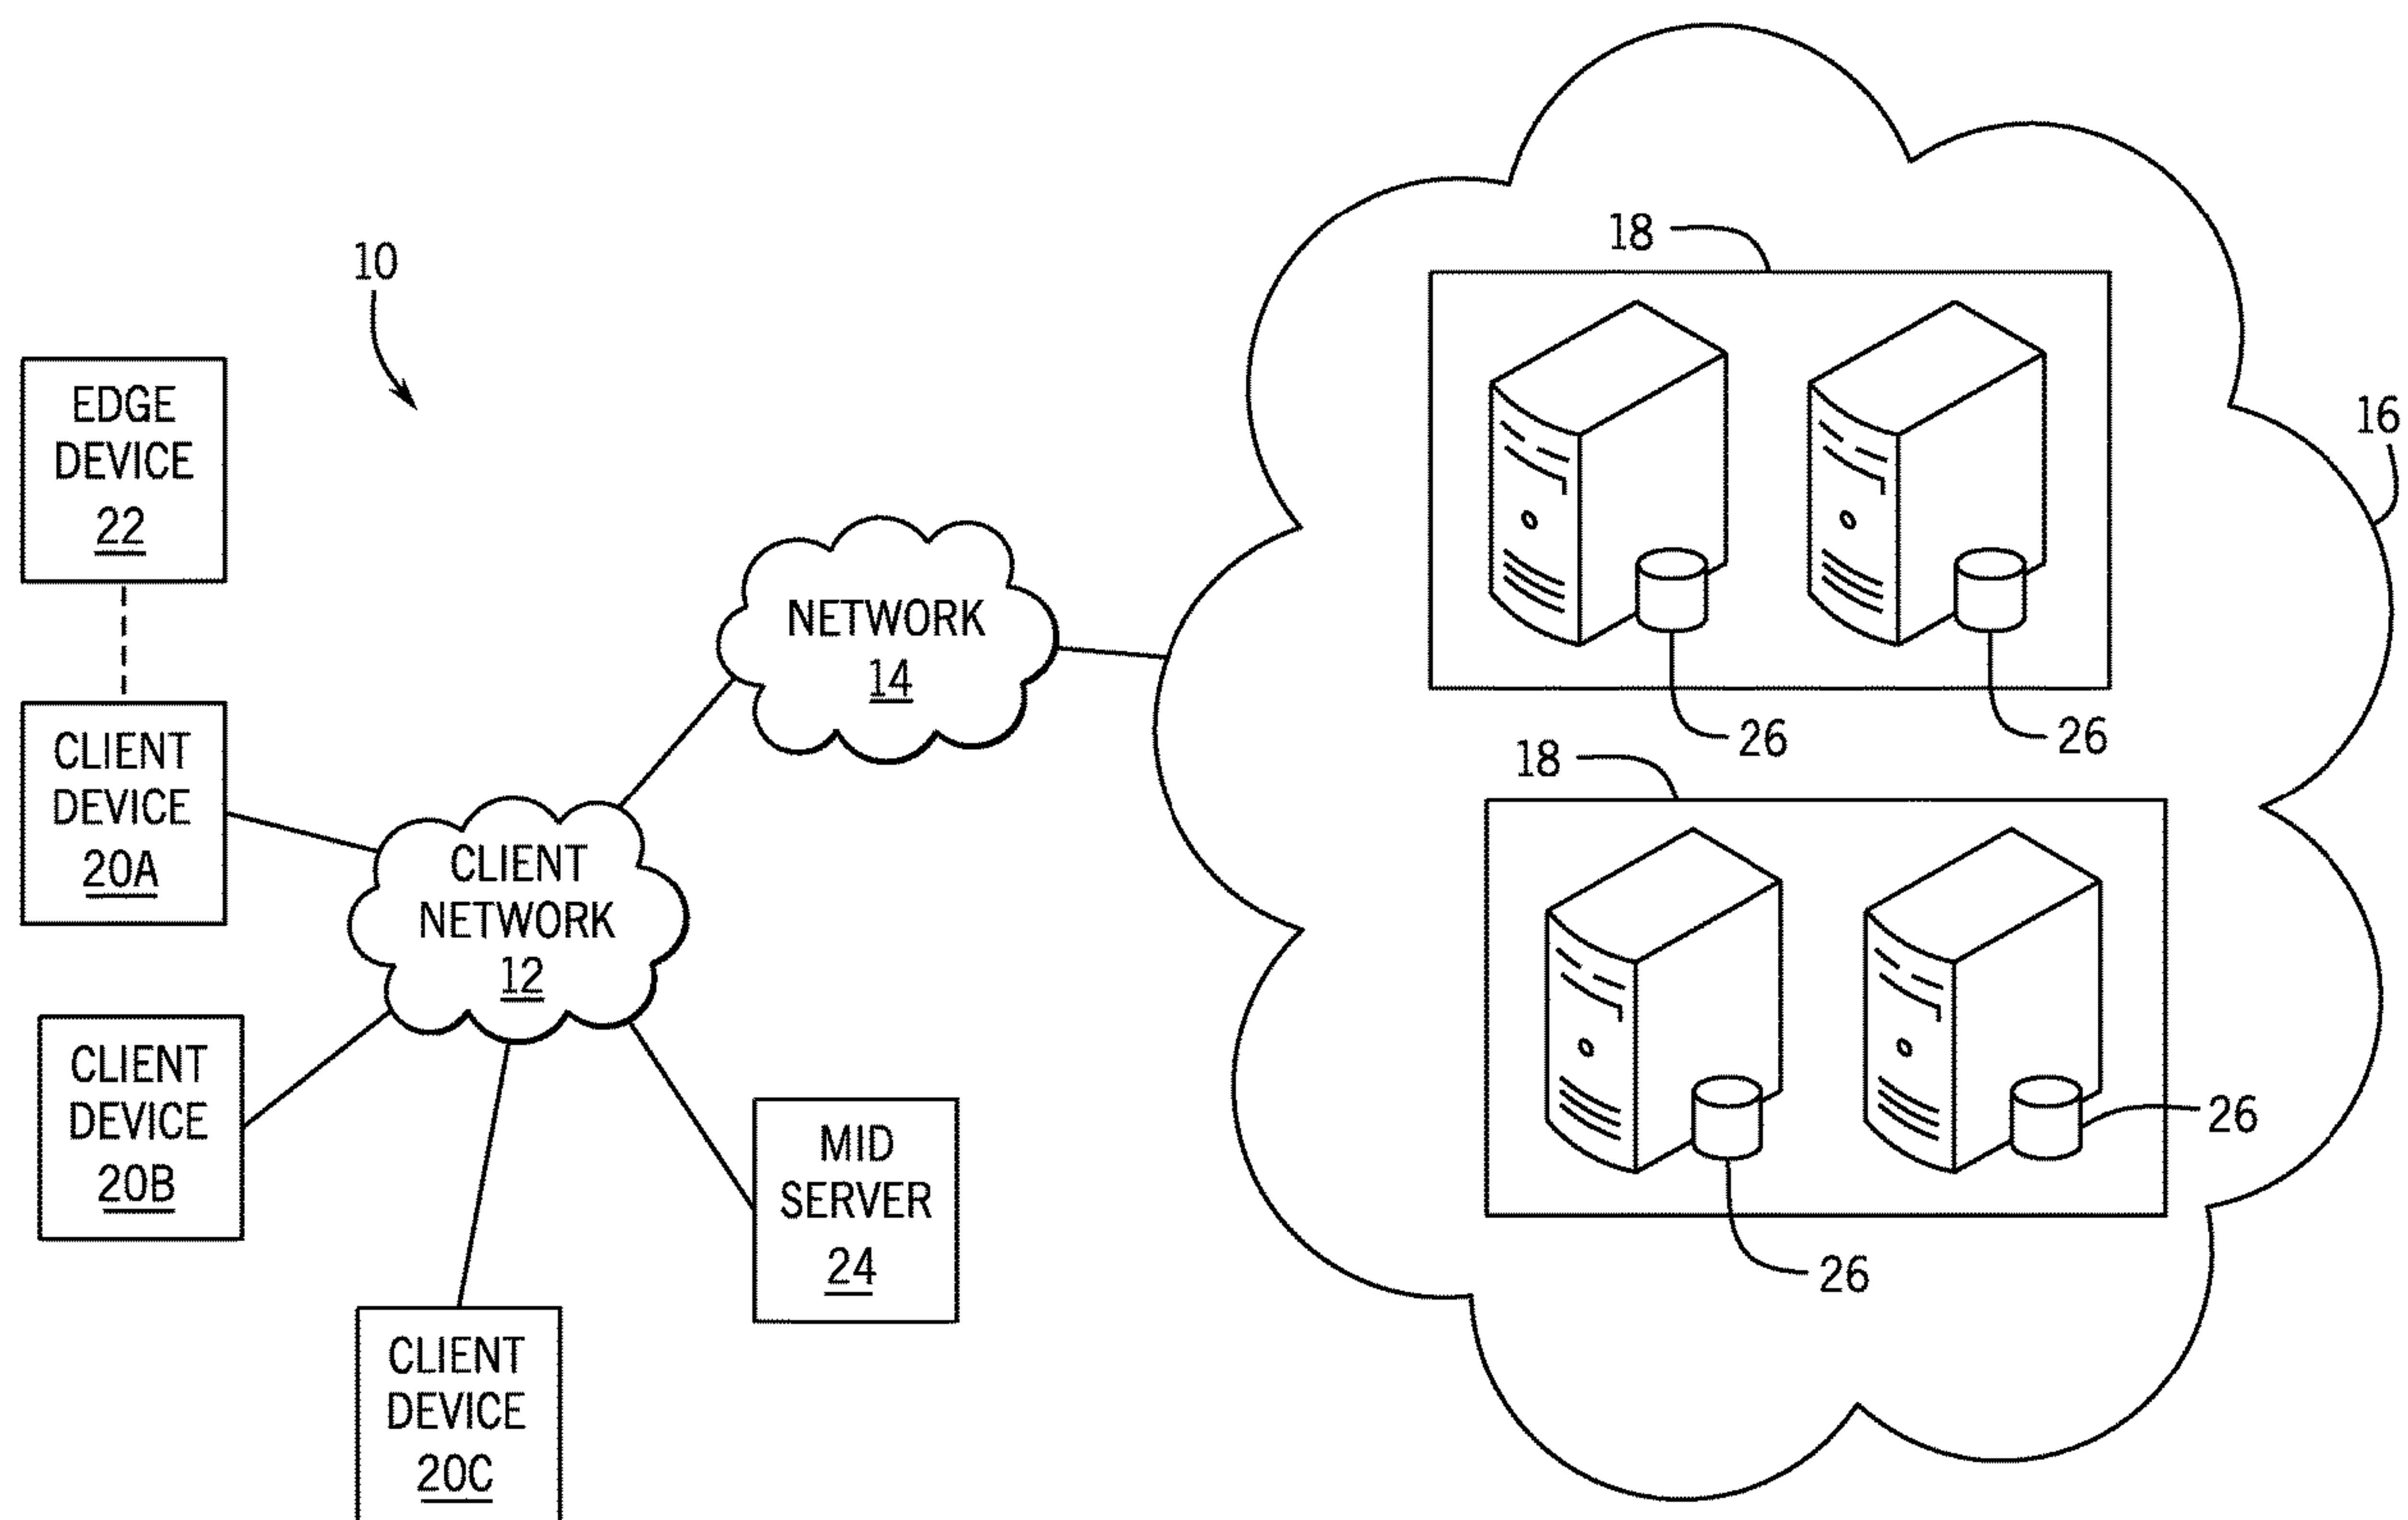 10
EDGE
DEVICE
22
CLIENT
DEVICE
20A
CLIENT
DEVICE
20B
CLIENT
DEVICE
20C
CLIENT
NETWORK
12
MID
SERVER
24
NETWORK
14
16
18
26
26
18
26
26